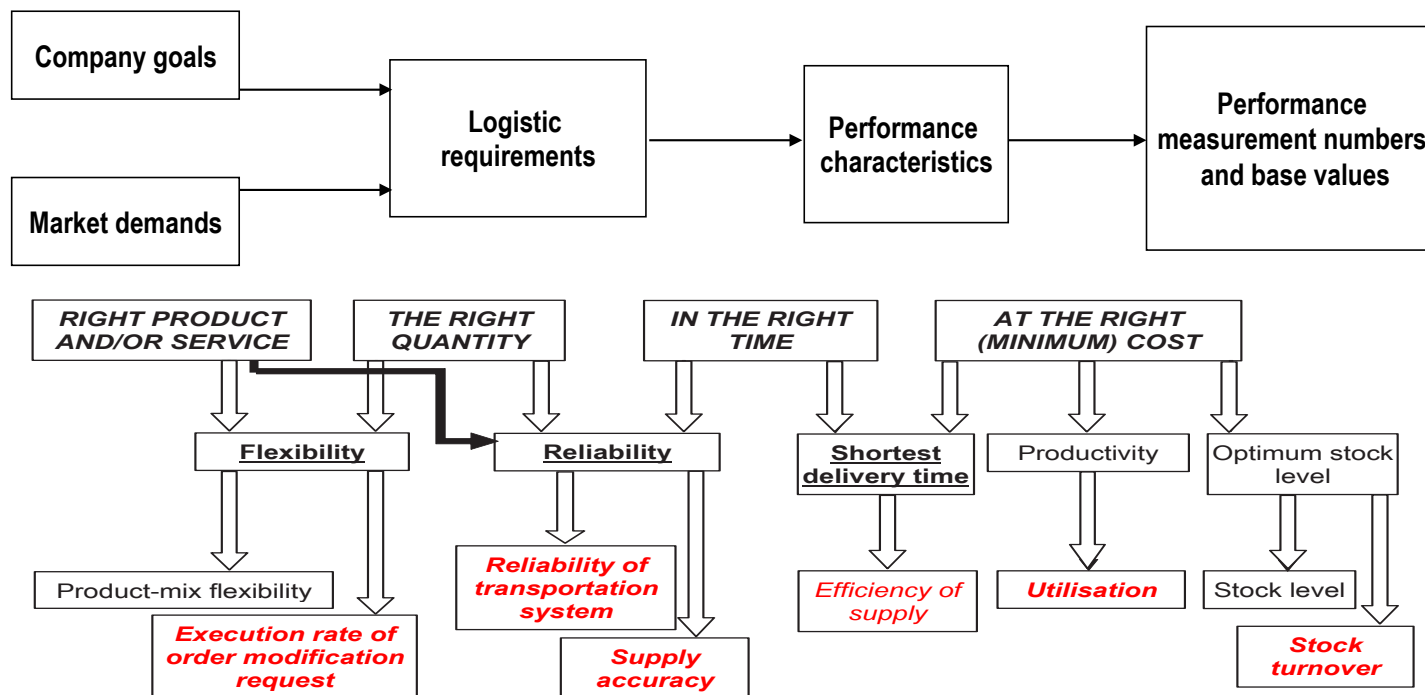 Company goals
Market demands
Logistic
requirements
Performance
characteristics
Performance
measurement numbers
and base values
RIGHT PRODUCT
AND/OR SERVICE
THE RIGHT
QUANTITY
IN THE RIGHT
TIME
AT THE RIGHT
(MINIMUM) COST
Flexibility
Reliability
Shortest
delivery time
Productivity
Optimum stock
level
Product-mix flexibility
Execution rate of
order modification
request
Reliability of
transportation
system
Supply
accuracy
Efficiency of
supply
Utilisation
Stock level
Stock
turnover